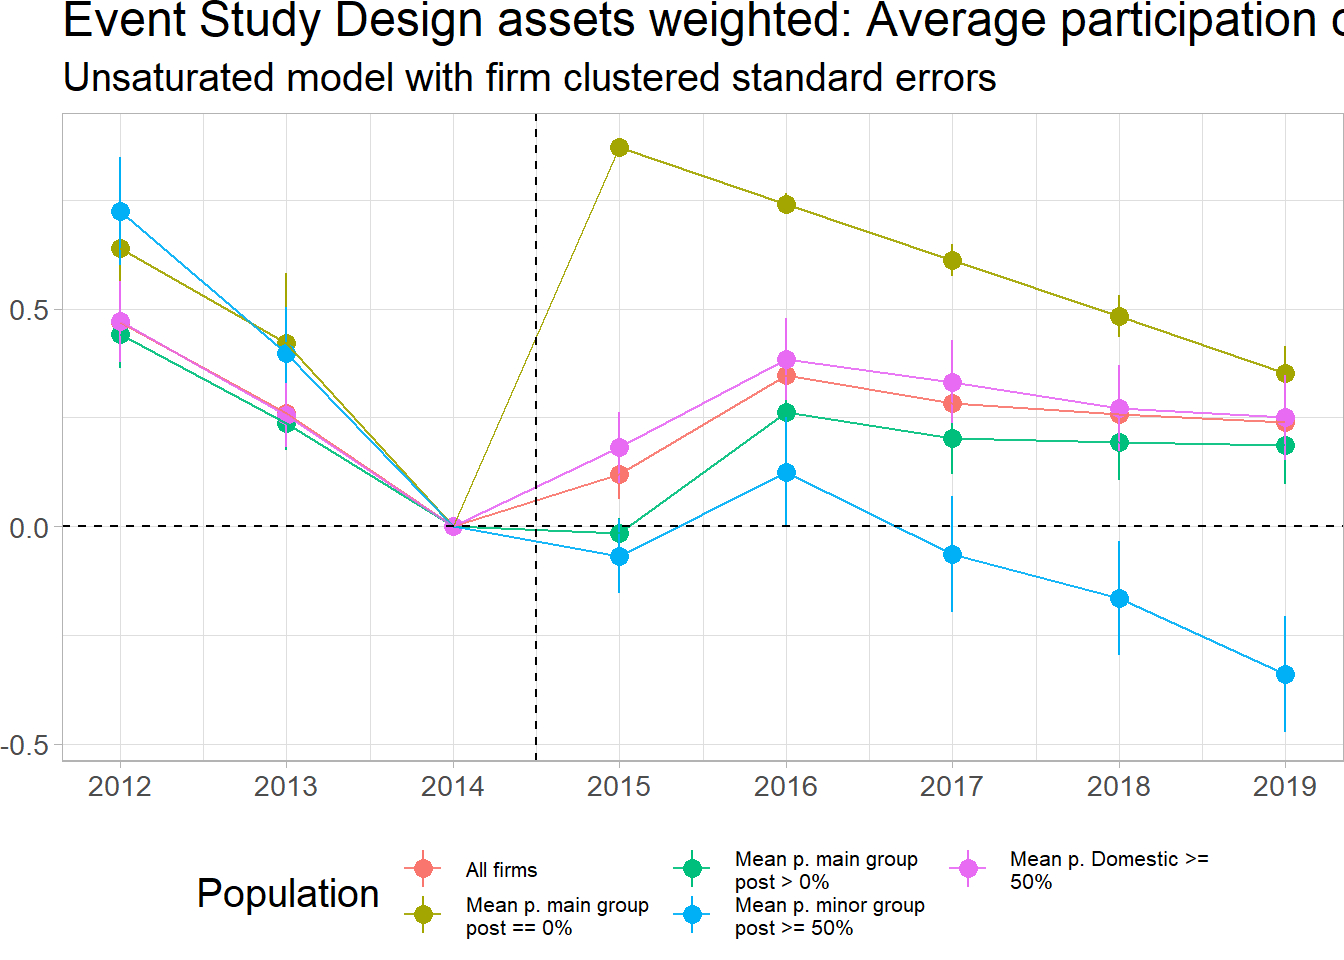 Event Study Design assets weighted: Average participation
Unsaturated model with firm clustered standard errors
0.5
0.0
-0.5
2012 2013 2014 2015 2016 2017 2018 2019
Population
All firms
Mean p. main group
post == 0%
Mean p. main group
post > 0%
Mean p. minor group
post >= 50%
Mean p. Domestic >=
50%